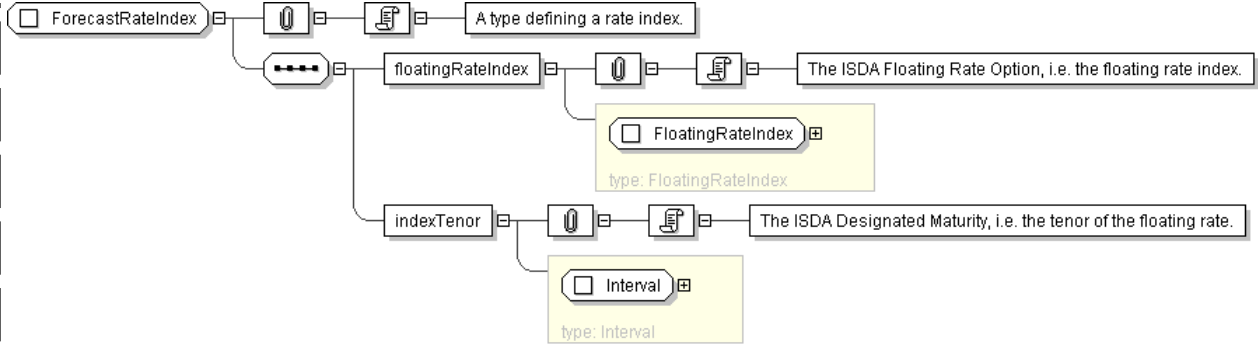 ForecastRateIndex
A type defining a rate index.
floatingRateIndex
The ISDA Floating Rate Option, i.e. the floating rate index.
FloatingRateIndex
type: FloatingRateIndex
indexTenor
The ISDA Designated Maturity, i.e. the tenor of the floating rate.
Interval
type: Interval